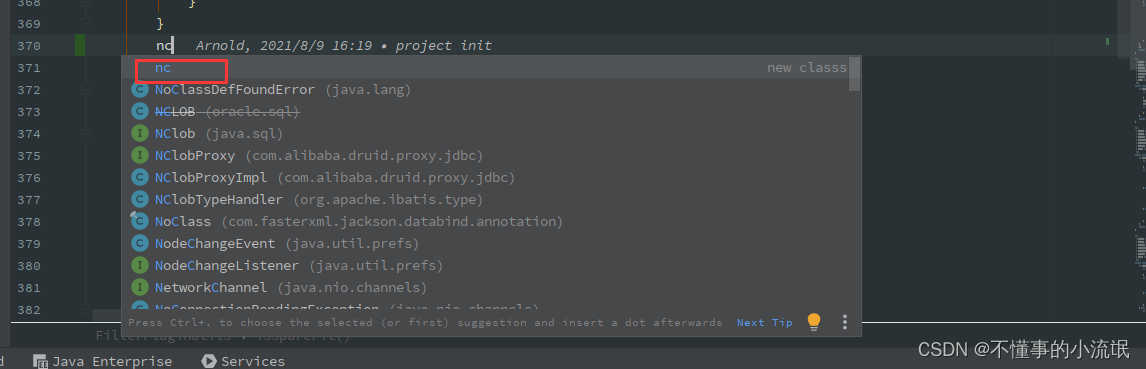 368 }
369 }
370 nc Arnold, 2021/8/9 16:19 • project init
371 nc new classs
372 NoClassDefFoundError (java.lang)
373 NCLOB (oracle.sql)
374 NClob (java.sql)
375 NClobProxy (com.alibaba.druid.proxy.jdbc)
376 NClobProxyImpl (com.alibaba.druid.proxy.jdbc)
377 NClobTypeHandler (org.apache.ibatis.type)
378 NoClass (com.fasterxml.jackson.databind.annotation)
379 NodeChangeEvent (java.util.prefs)
380 NodeChangeListener (java.util.prefs)
381 NetworkChannel (java.nio.channels)
382 NoConnectionPendingException (java.nio.channels)
Press Ctrl+. to choose the selected (or first) suggestion and insert a dot afterwards Next Tip
Java Enterprise Services
CSDN @不懂事的小流氓